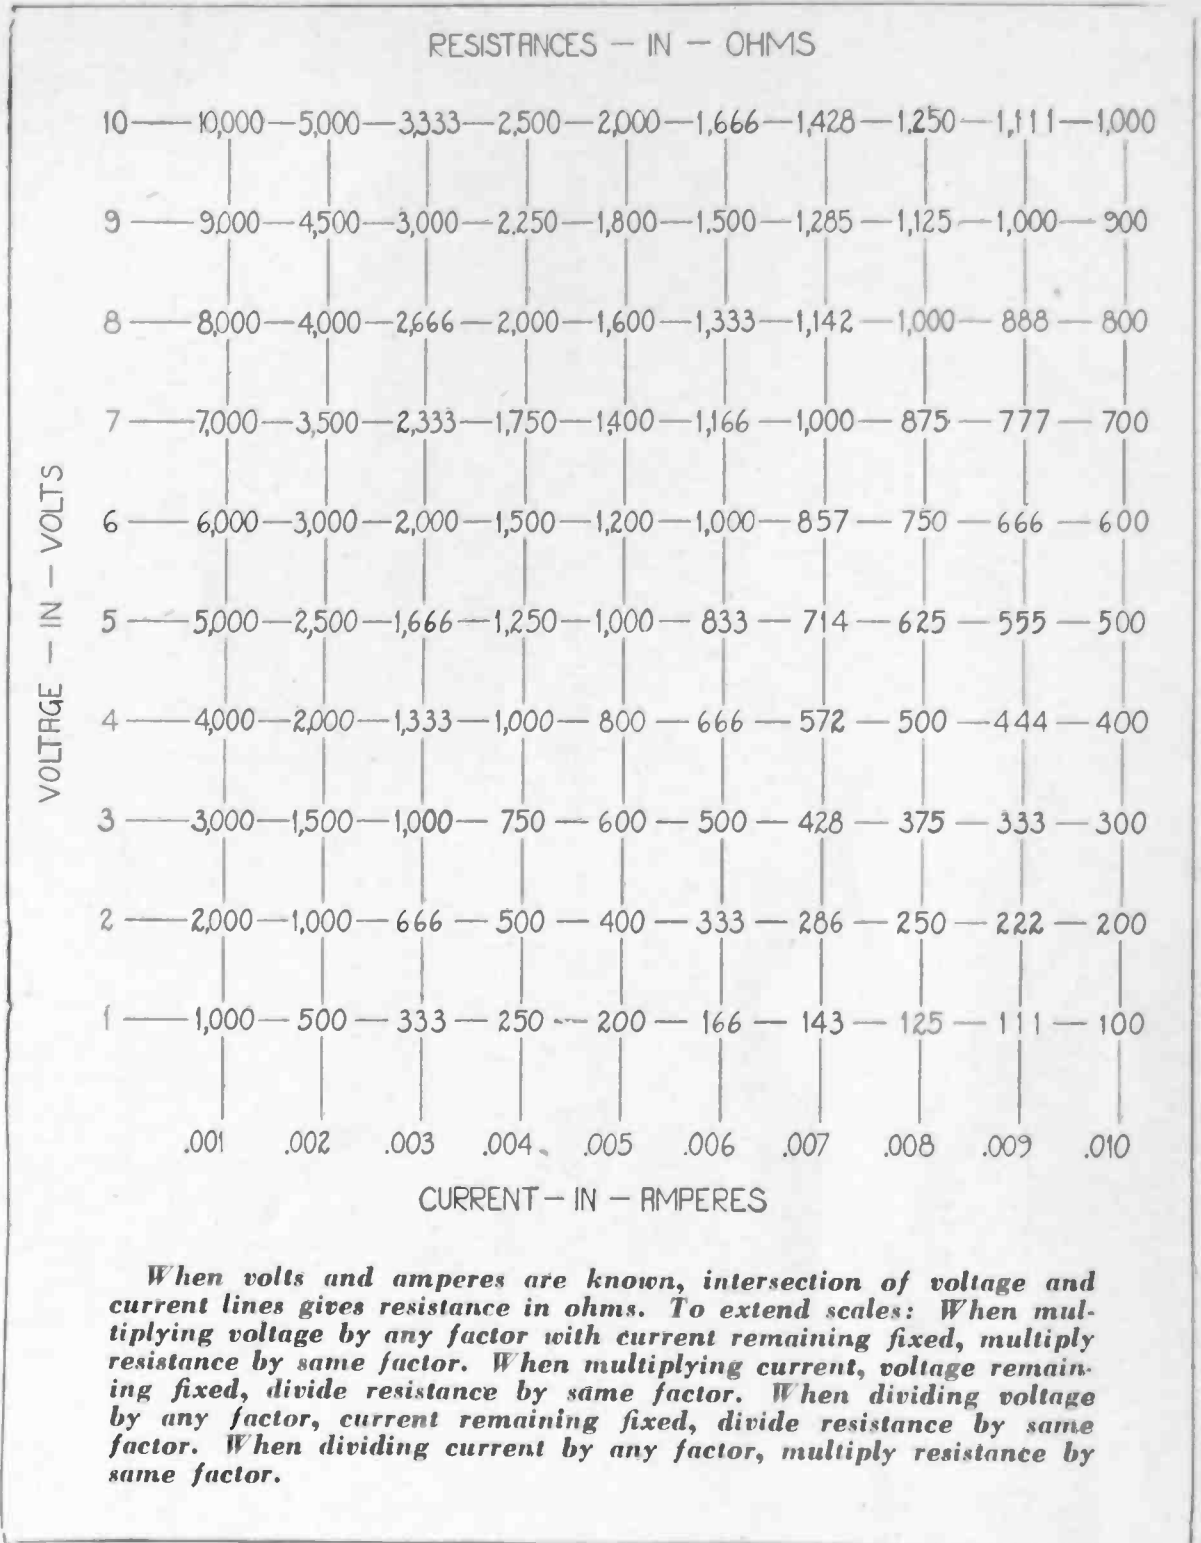 RESISTANCES — IN — OHMS
10 — 10,000 — 5,000 — 3,333 — 2,500 — 2,000 — 1,666 — 1,428 — 1,250 — 1,111 — 1,000
9 — 9,000 — 4,500 — 3,000 — 2,250 — 1,800 — 1,500 — 1,285 — 1,125 — 1,000 — 900
8 — 8,000 — 4,000 — 2,666 — 2,000 — 1,600 — 1,333 — 1,142 — 1,000 — 888 — 800
7 — 7,000 — 3,500 — 2,333 — 1,750 — 1,400 — 1,166 — 1,000 — 875 — 777 — 700
6 — 6,000 — 3,000 — 2,000 — 1,500 — 1,200 — 1,000 — 857 — 750 — 666 — 600
5 — 5,000 — 2,500 — 1,666 — 1,250 — 1,000 — 833 — 714 — 625 — 555 — 500
4 — 4,000 — 2,000 — 1,333 — 1,000 — 800 — 666 — 572 — 500 — 444 — 400
3 — 3,000 — 1,500 — 1,000 — 750 — 600 — 500 — 428 — 375 — 333 — 300
2 — 2,000 — 1,000 — 666 — 500 — 400 — 333 — 286 — 250 — 222 — 200
1 — 1,000 — 500 — 333 — 250 — 200 — 166 — 143 — 125 — 111 — 100
VOLTAGE — IN — VOLTS
.001 .002 .003 .004 .005 .006 .007 .008 .009 .010
CURRENT — IN — AMPERES
When volts and amperes are known, intersection of voltage and
current lines gives resistance in ohms. To extend scales: When mul-
tiplying voltage by any factor with current remaining fixed, multiply
resistance by same factor. When multiplying current, voltage remain-
ing fixed, divide resistance by same factor. When dividing voltage
by any factor, current remaining fixed, divide resistance by same
factor. When dividing current by any factor, multiply resistance by
same factor.